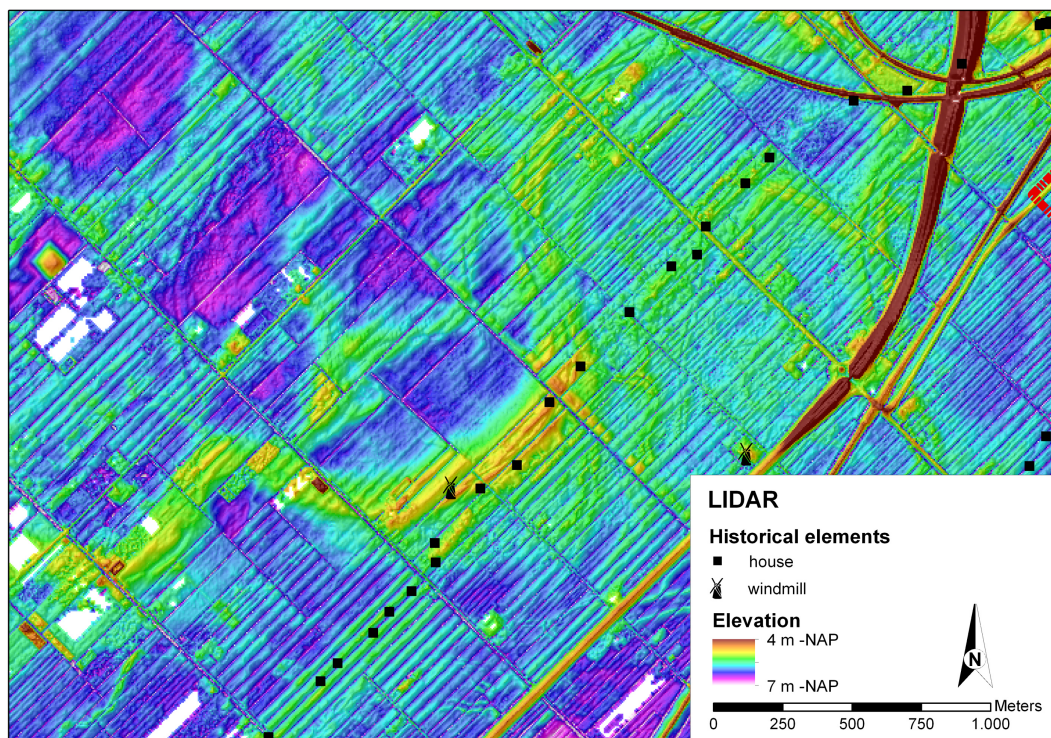 LIDAR
Historical elements
house
windmill
Elevation
4 m -NAP
7 m -NAP
N
Meters
0 250 500 750 1.000